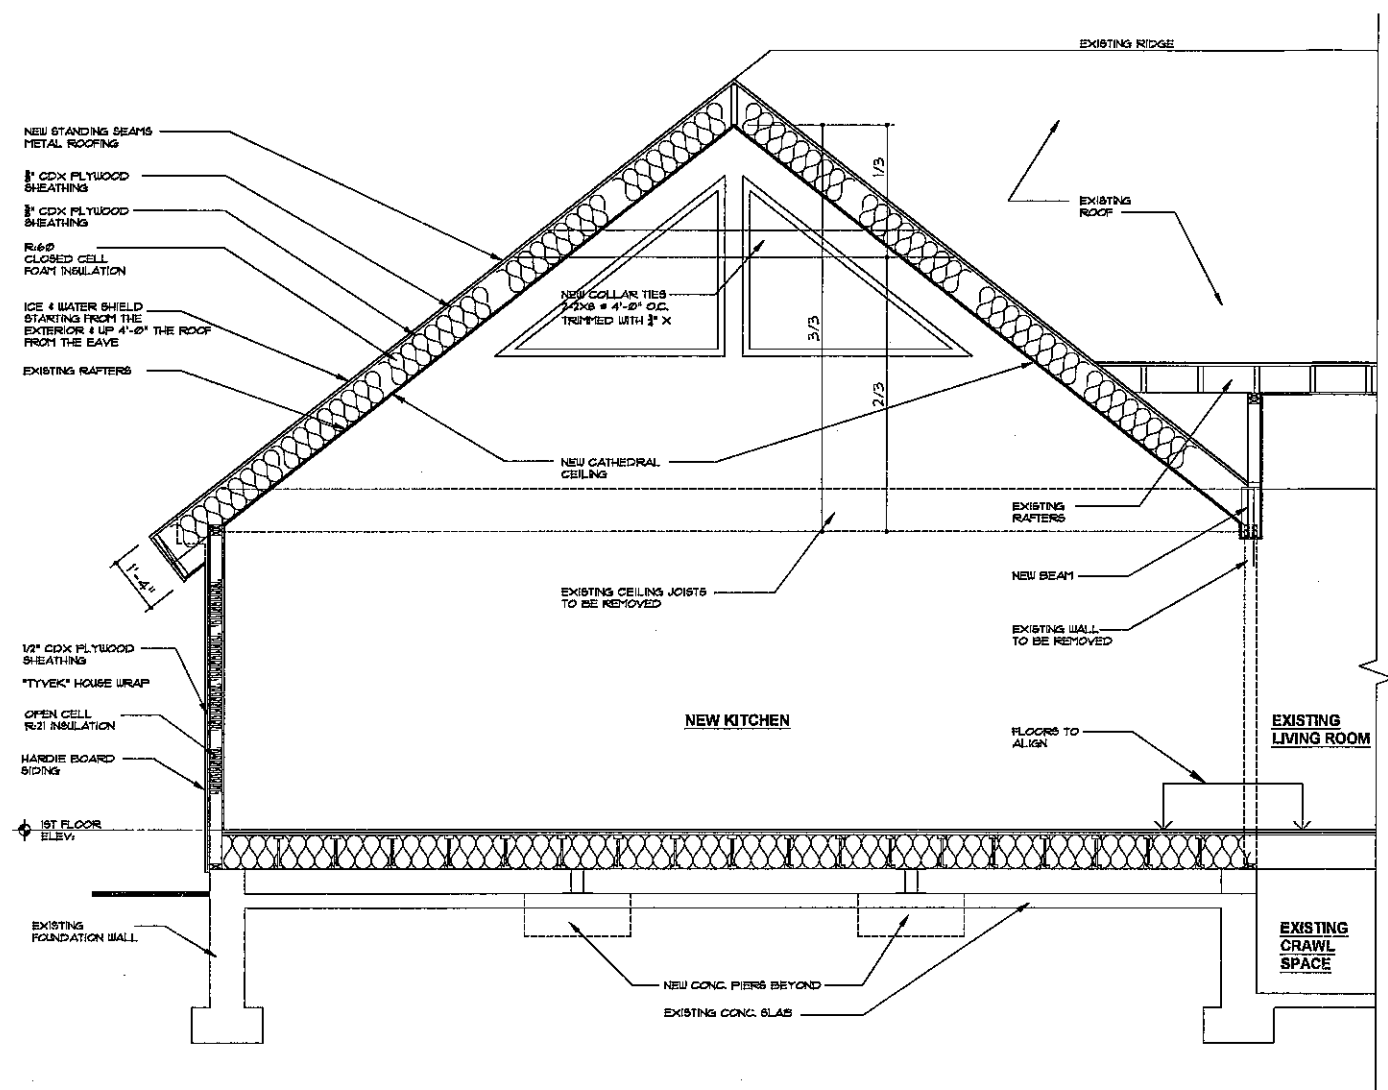 EXISTING RIDGE
NEW STANDING SEAMS
METAL ROOFING
CDX PLYWOOD
SHEATHING
CDX PLYWOOD
SHEATHING
R:60
CLOSED CELL
FOAM INSULATION
ICE & WATER SHIELD
STARTING FROM THE
EXTERIOR & UP 4'-0" THE ROOF
FROM THE EAVE
EXISTING RAFTERS
1/3
3/3
2/3
EXISTING
ROOF
NEW COLLAR TIES
2-2X8 @ 4'-0" O.C.
TRIMMED WITH X
NEW CATHEDRAL
CEILING
EXISTING
RAFTERS
1'-4"
NEW BEAM
EXISTING CEILING JOISTS
TO BE REMOVED
EXISTING WALL
TO BE REMOVED
1/2" CDX PLYWOOD
SHEATHING
"TYVEK" HOUSE WRAP
OPEN CELL
R:21 INSULATION
HARDIE BOARD
SIDING
NEW KITCHEN
FLOORS TO
ALIGN
EXISTING
LIVING ROOM
1ST FLOOR
ELEV:
EXISTING
FOUNDATION WALL
NEW CONC. PIERS BEYOND
EXISTING CONC. SLAB
EXISTING
CRAWL
SPACE